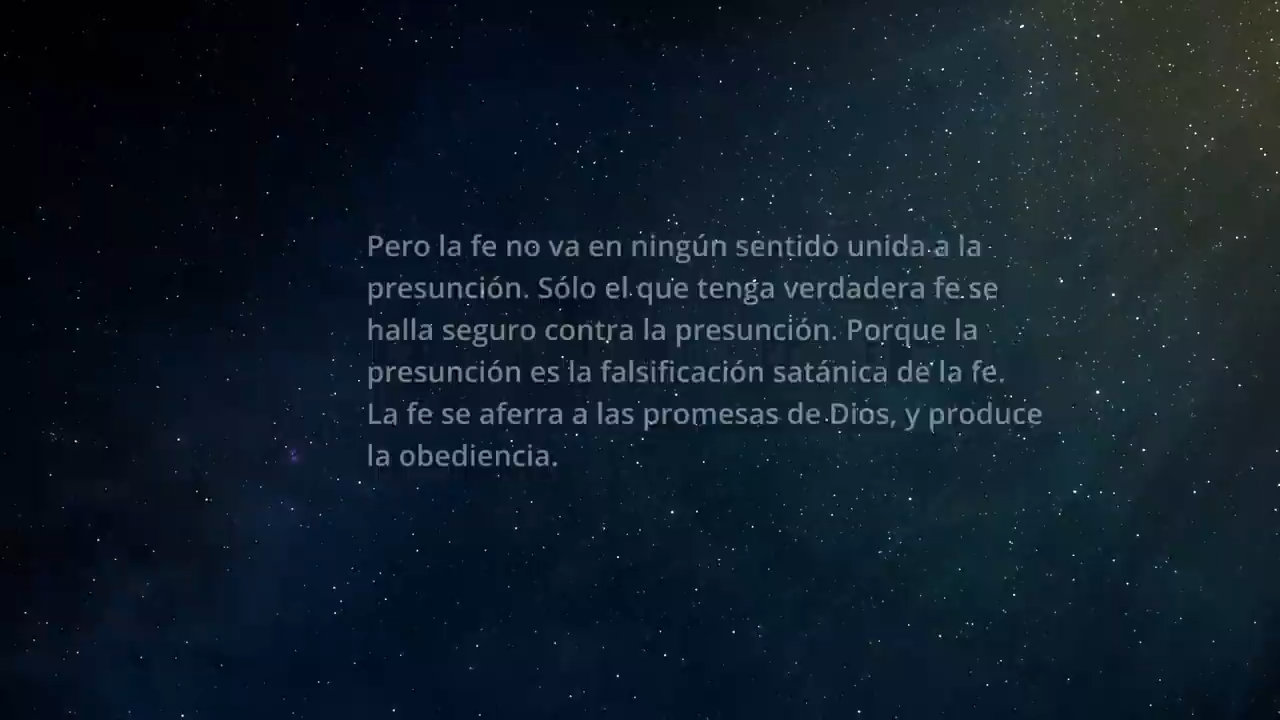 Pero la fe no va en ningún sentido unida a la
presunción. Sólo el que tenga verdadera fe se
halla seguro contra la presunción. Porque la
presunción es la falsificación satánica de la fe.
La fe se aferra a las promesas de Dios, y produce
la obediencia.